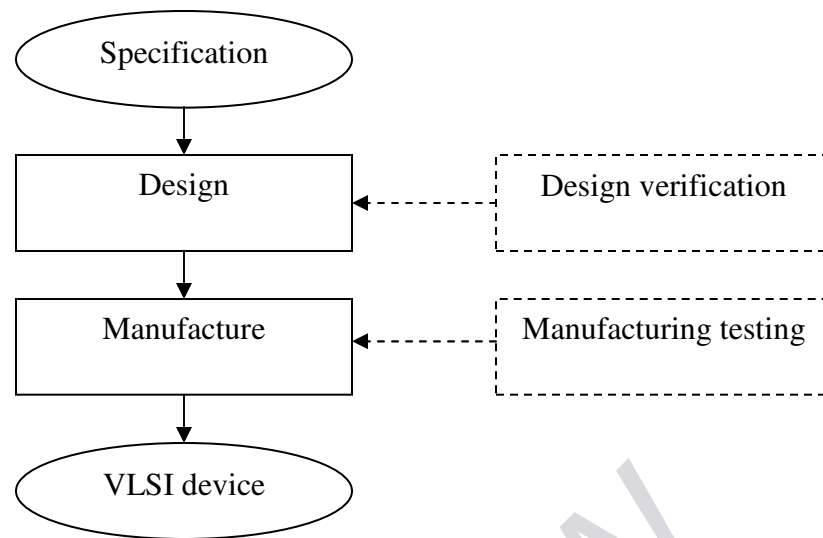 Specification
Design
Design verification
Manufacture
Manufacturing testing
VLSI device